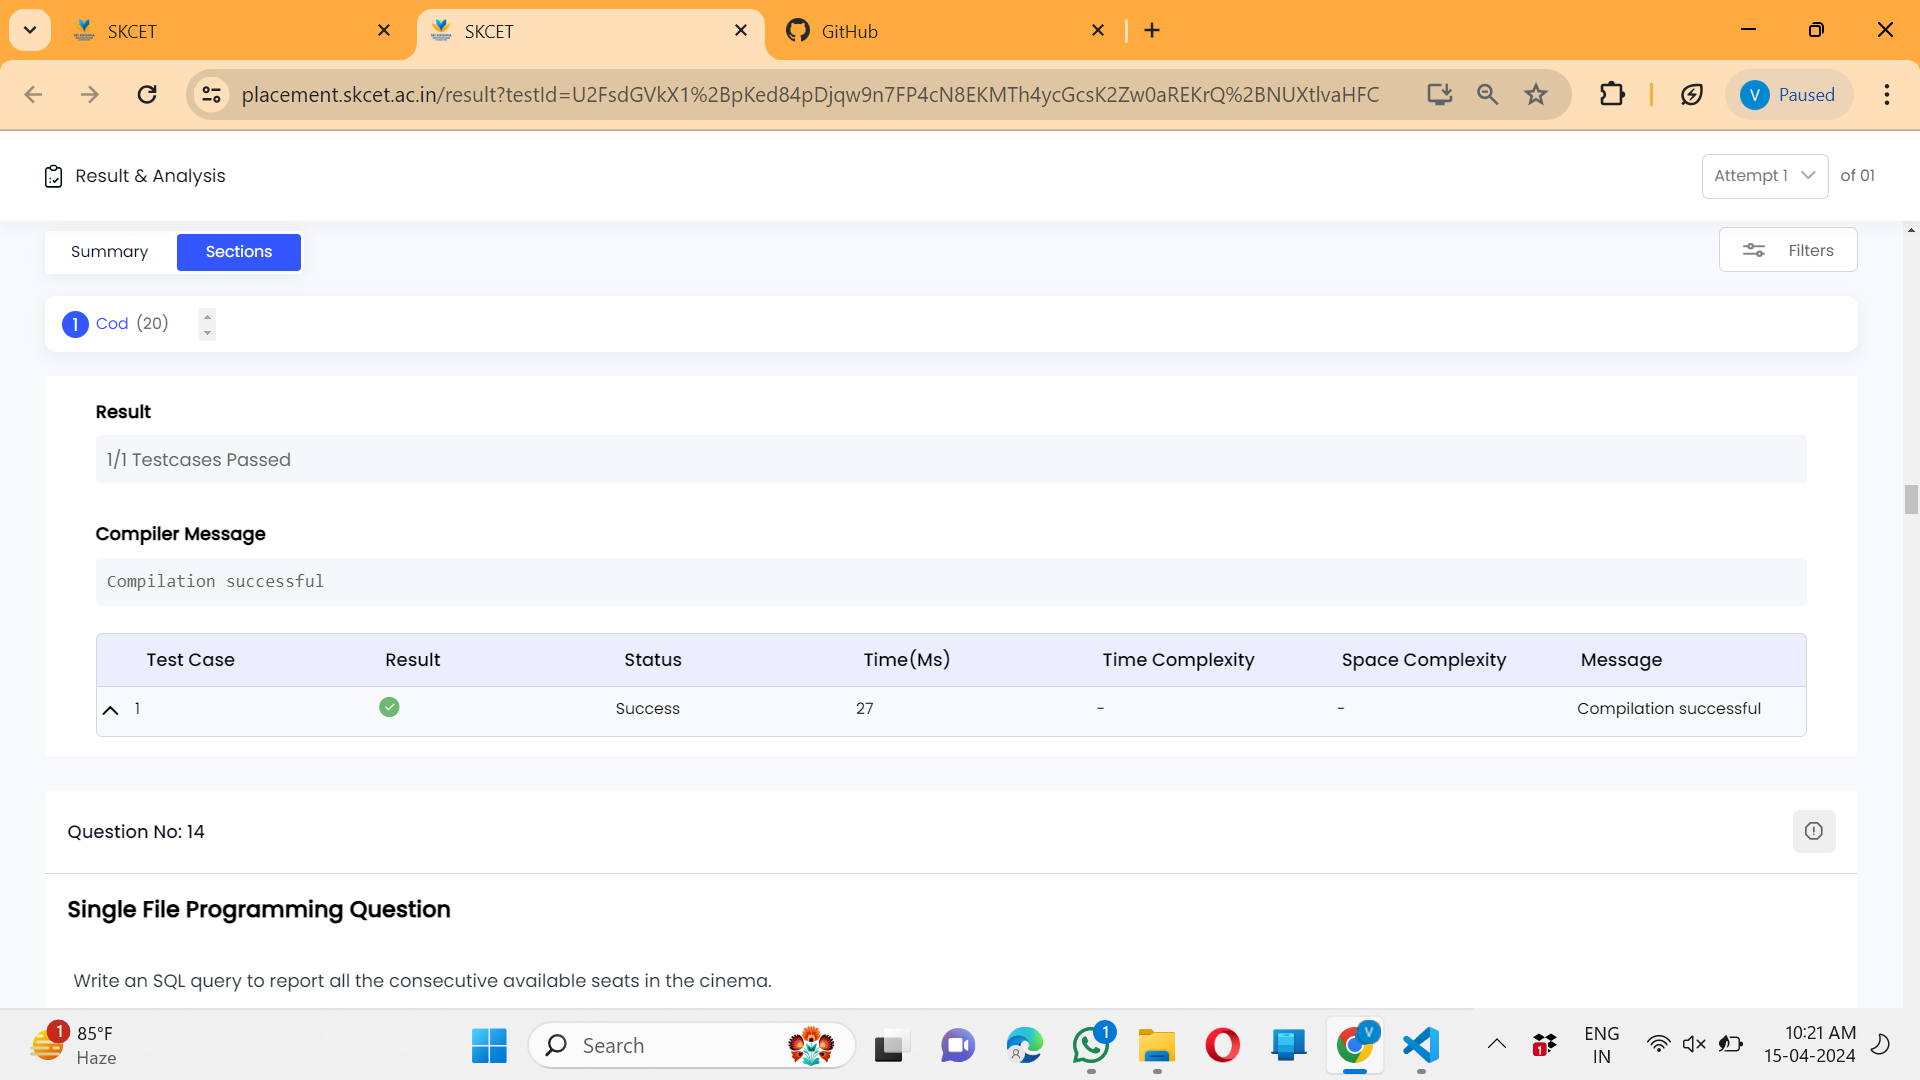 SKCET
SKCET
GitHub
placement.skcet.ac.in/result?testId=U2FsdGVkX1%2BpKed84pDjqw9n7FP4cN8EKMTh4ycGcsK2Zw0aREKrQ%2BNUXtlvaHFC
V Paused
Result & Analysis
Attempt 1 of 01
Summary Sections
Filters
1 Cod (20)
Result
1/1 Testcases Passed
Compiler Message
Compilation successful
Test Case Result Status Time(Ms) Time Complexity Space Complexity Message
1 Success 27 - - Compilation successful
Question No: 14
Single File Programming Question
Write an SQL query to report all the consecutive available seats in the cinema.
1 85°F
Haze
Search
1
V
1
ENG
IN
10:21 AM
15-04-2024